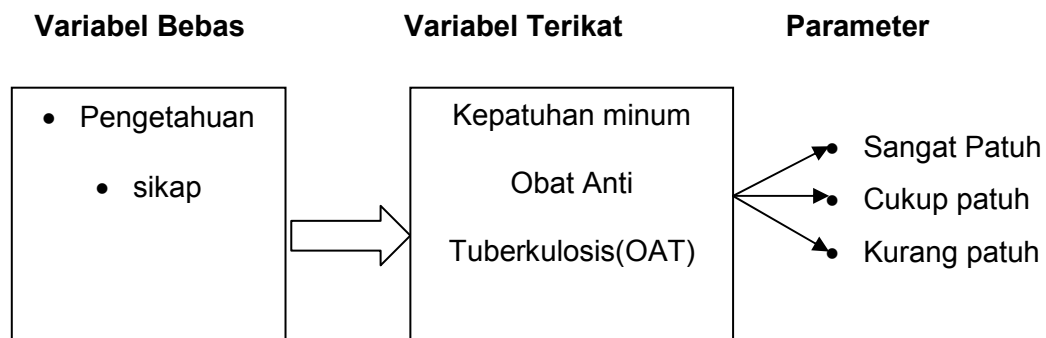 Variabel Bebas
Variabel Terikat
Parameter
• Pengetahuan
• sikap
Kepatuhan minum
Obat Anti
Tuberkulosis(OAT)
• Sangat Patuh
• Cukup patuh
• Kurang patuh